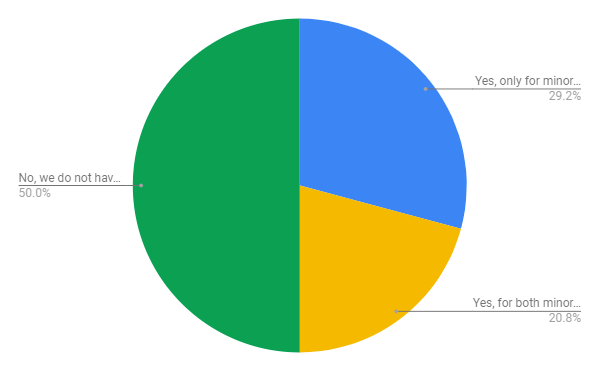 Yes, only for minor...
29.2%
No, we do not hav...
50.0%
Yes, for both minor...
20.8%